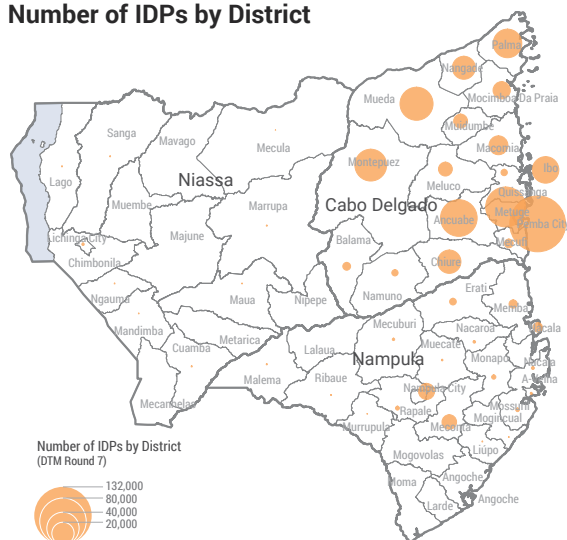 Number of IDPs by District
Palma
Nangade
Mueda
Mocimboa Da Praia
Muidumbe
Sanga
Mavago
Mecula
Macomia
Montepuez
Ibo
Lago
Niassa
Meluco
Quissanga
Muembe
Marrupa
Cabo Delgado
Metuge
Ancuabe
Pemba City
Lichinga City
Majune
Balama
Mecufi
Chimbonila
Chiure
Ngauma
Maua
Nipepe
Namuno
Erati
Memba
Mandimba
Mecuburi
Nacaroa
Nacala
Metarica
Cuamba
Lalaua
Muecate
Nampula
Monapo
Nacala
Malema
Ribaue
Nampula City
A-Velha
Mecanhelas
Rapale
Mossuril
Mogincual
Murrupula
Meconta
Liúpo
Mogovolas
Moma
Angoche
Angoche
Larde
Number of IDPs by District
(DTM Round 7)
132,000
80,000
40,000
20,000